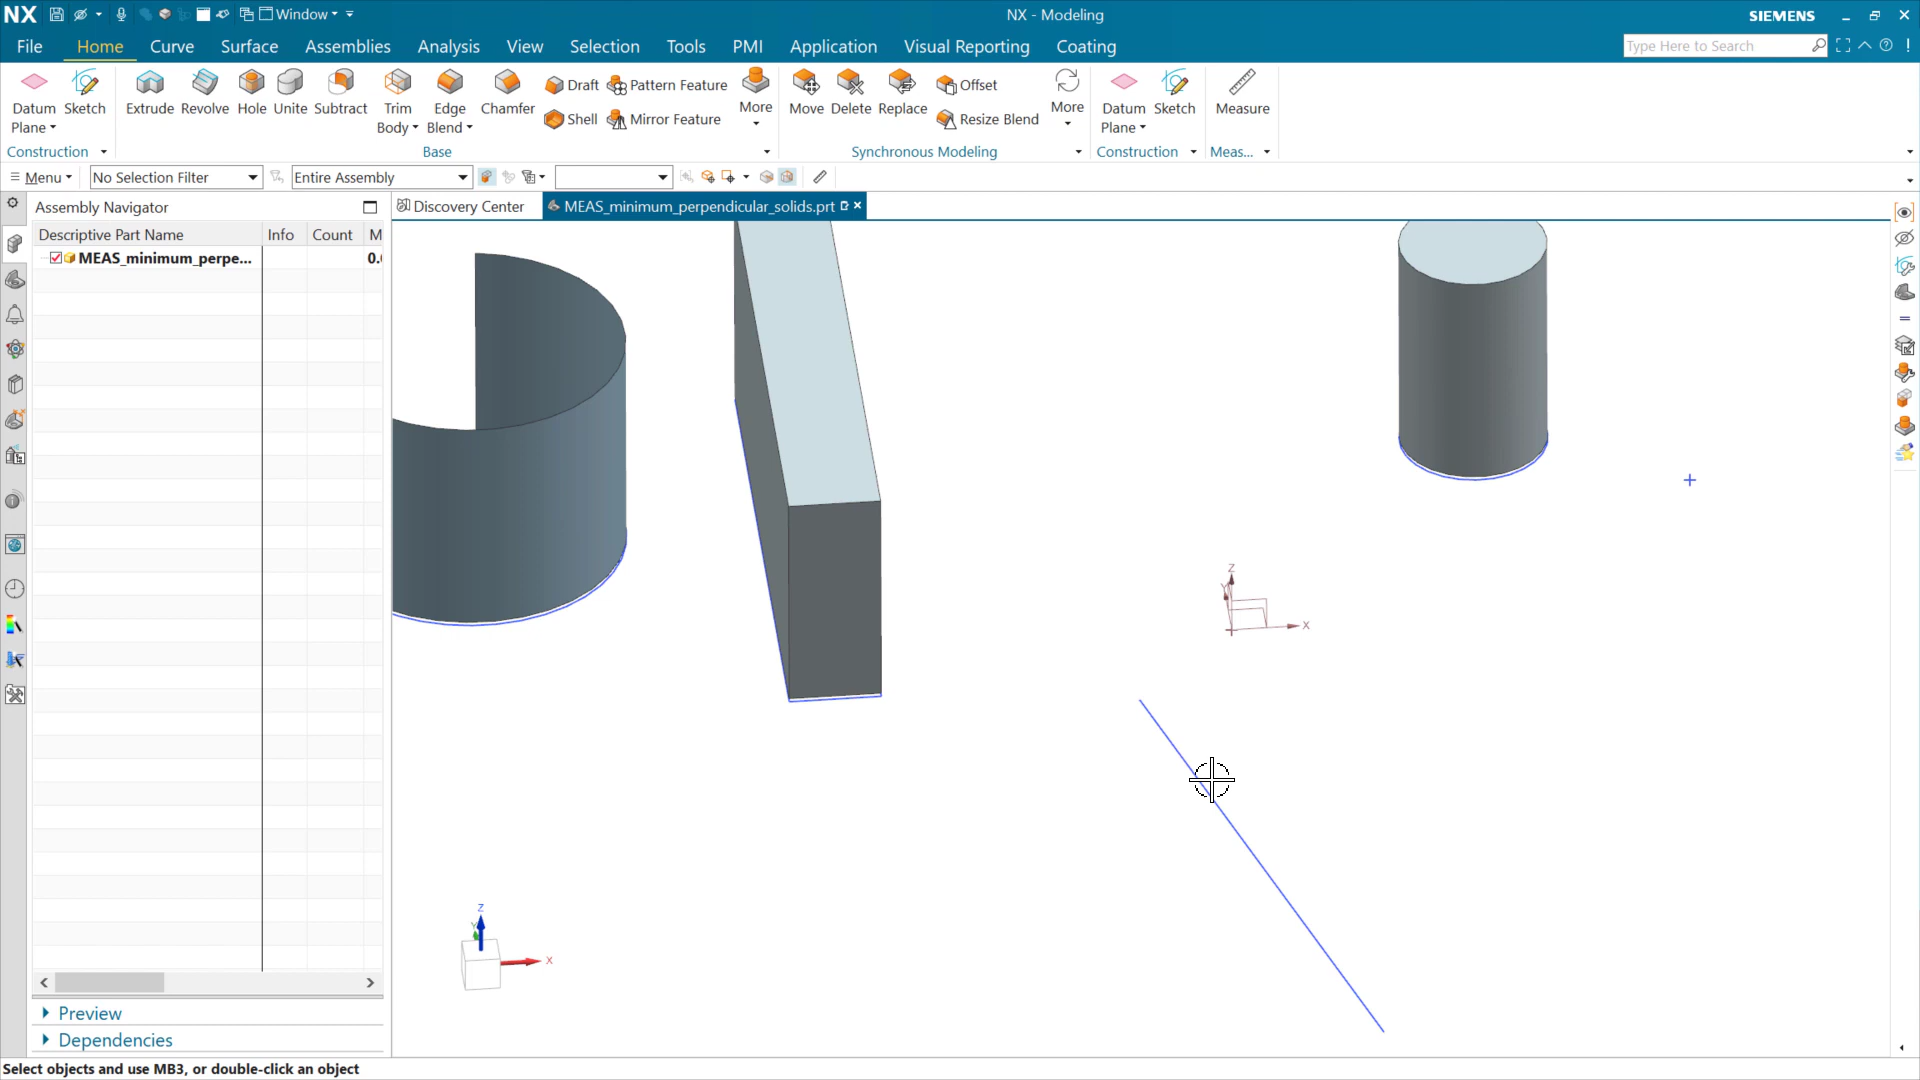 NX
Window
NX - Modeling
SIEMENS
File
Home
Curve
Surface
Assemblies
Analysis
View
Selection
Tools
PMI
Application
Visual Reporting
Coating
Type Here to Search
Datum Plane
Sketch
Extrude
Revolve
Hole
Unite
Subtract
Trim Body
Edge Blend
Chamfer
Draft
Shell
Pattern Feature
Mirror Feature
More
Move
Delete
Replace
Offset
Resize Blend
More
Datum Plane
Sketch
Measure
Construction
Base
Synchronous Modeling
Construction
Meas...
Menu
No Selection Filter
Entire Assembly
Assembly Navigator
Discovery Center
MEAS_minimum_perpendicular_solids.prt
Descriptive Part Name
Info
Count
M
MEAS_minimum_perpe...
0.
Z
Y
X
Z
Y
X
Preview
Dependencies
Select objects and use MB3, or double-click an object